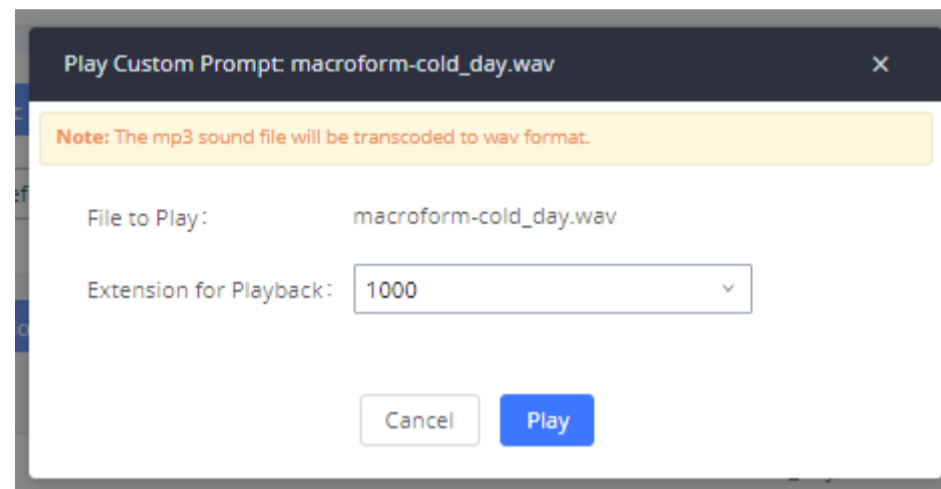 Play Custom Prompt: macroform-cold_day.wav
Note: The mp3 sound file will be transcoded to wav format.
File to Play: macroform-cold_day.wav
Extension for Playback: 1000
Cancel Play